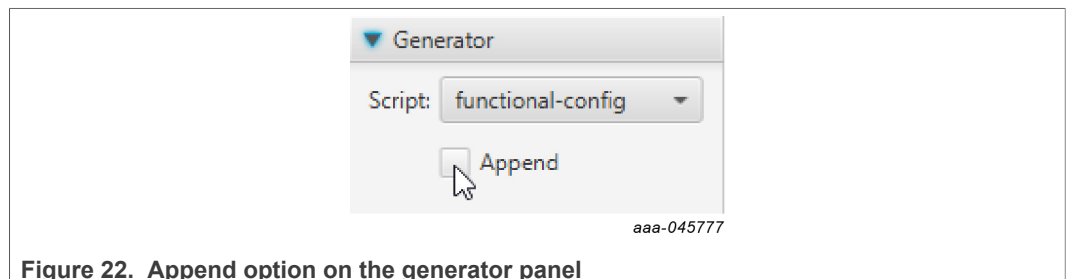 Generator
Script: functional-config
Append
aaa-045777
Figure 22. Append option on the generator panel